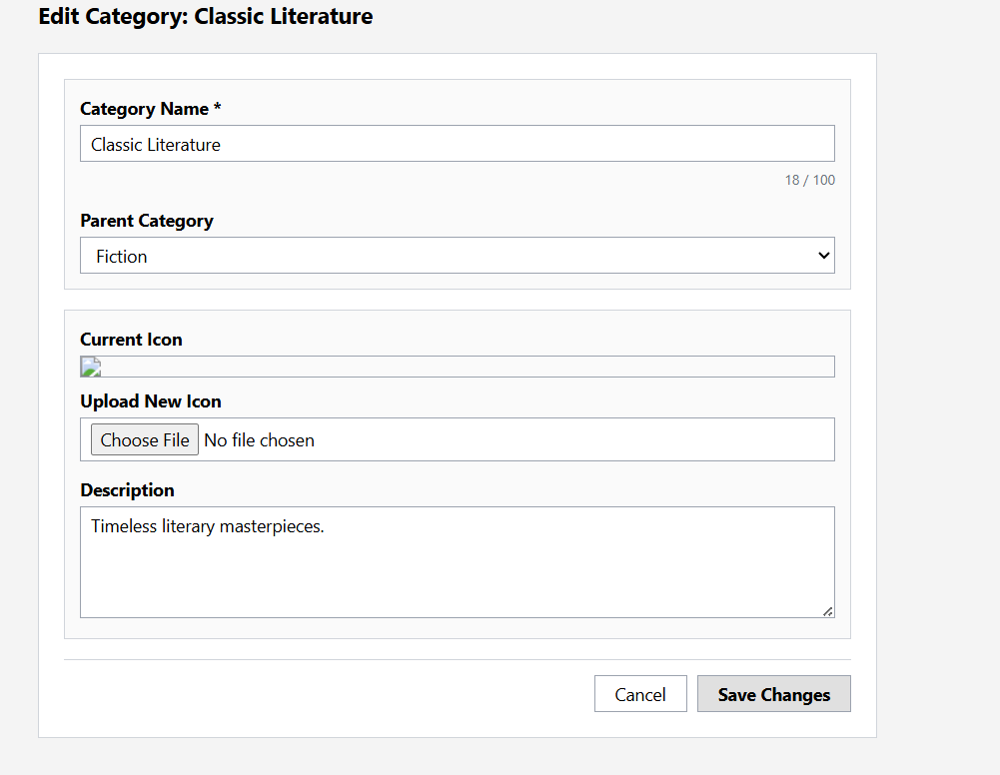 Edit Category: Classic Literature
Category Name *
Classic Literature
18 / 100
Parent Category
Fiction
Current Icon
Upload New Icon
Choose File No file chosen
Description
Timeless literary masterpieces.
Cancel Save Changes